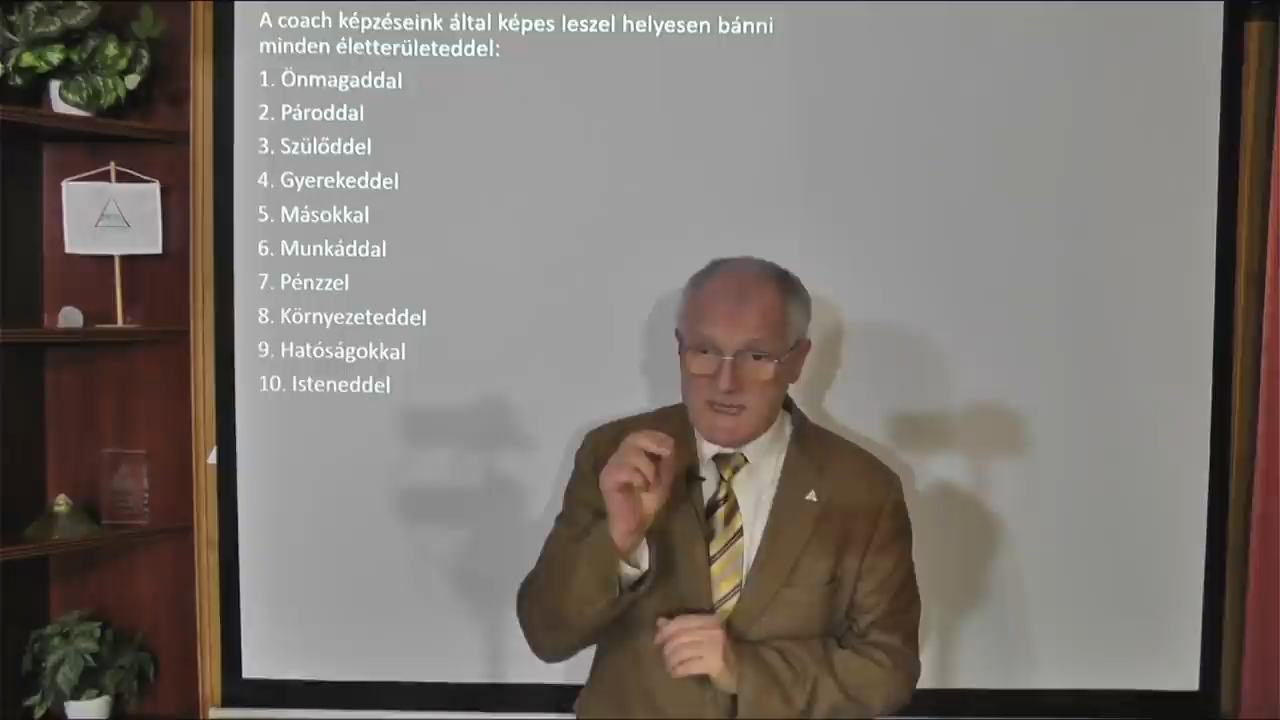 A coach képzéseink által képes leszel helyesen bánni
minden életterületeddel:
1. Önmagaddal
2. Pároddal
3. Szülőddel
4. Gyerekeddel
5. Másokkal
6. Munkáddal
7. Pénzzel
8. Környezeteddel
9. Hatóságokkal
10. Isteneddel